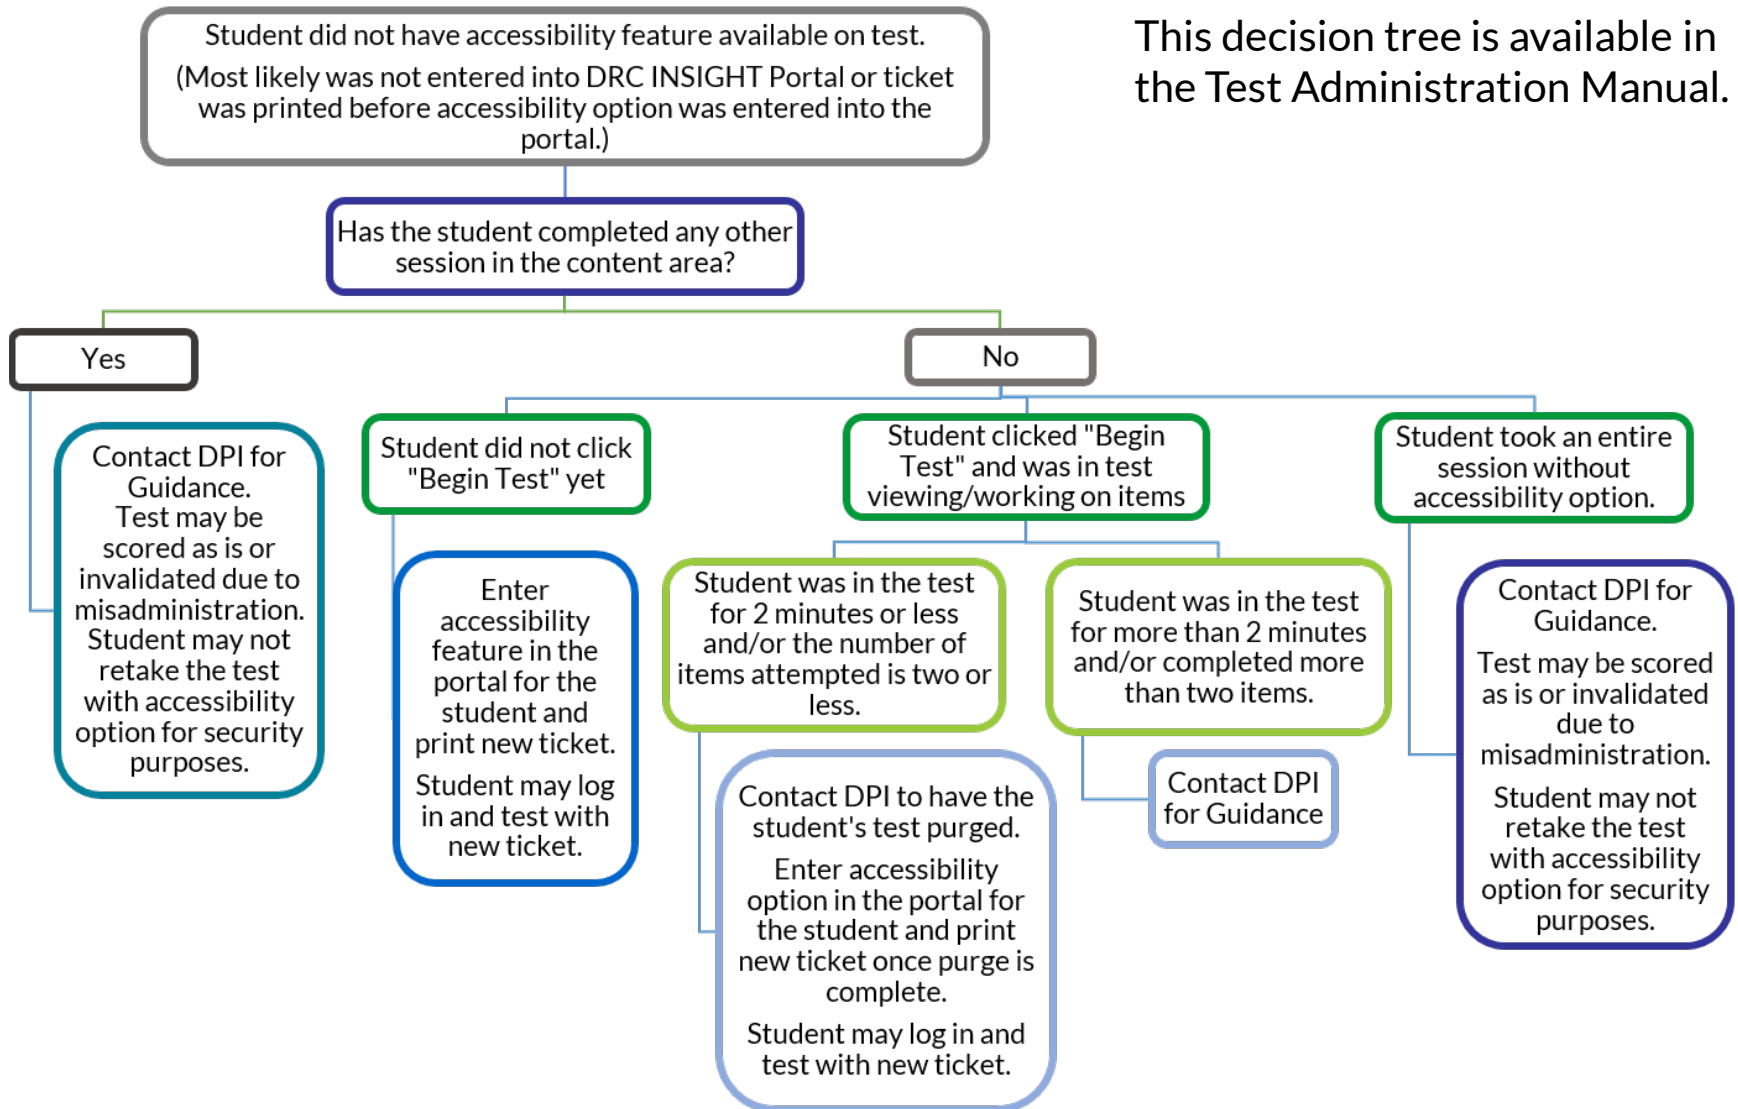 Student did not have accessibility feature available on test.
(Most likely was not entered into DRC INSIGHT Portal or ticket
was printed before accessibility option was entered into the
portal.)
This decision tree is available in
the Test Administration Manual.
Has the student completed any other
session in the content area?
Yes
No
Contact DPI for
Guidance.
Test may be
scored as is or
invalidated due to
misadministration.
Student may not
retake the test
with accessibility
option for security
purposes.
Student did not click
"Begin Test" yet
Enter
accessibility
feature in the
portal for the
student and
print new ticket.
Student may log
in and test with
new ticket.
Student clicked "Begin
Test" and was in test
viewing/working on items
Student was in the test
for 2 minutes or less
and/or the number of
items attempted is two or
less.
Contact DPI to have the
student's test purged.
Enter accessibility
option in the portal for
the student and print
new ticket once purge is
complete.
Student may log in and
test with new ticket.
Student was in the test
for more than 2 minutes
and/or completed more
than two items.
Contact DPI
for Guidance
Student took an entire
session without
accessibility option.
Contact DPI for
Guidance.
Test may be scored
as is or invalidated
due to
misadministration.
Student may not
retake the test
with accessibility
option for security
purposes.